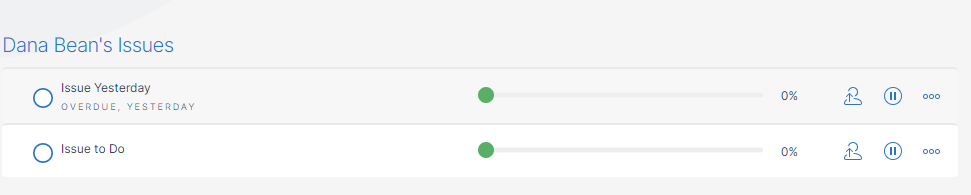 Dana Bean's Issues
Issue Yesterday
OVERDUE, YESTERDAY
0%
Issue to Do
0%